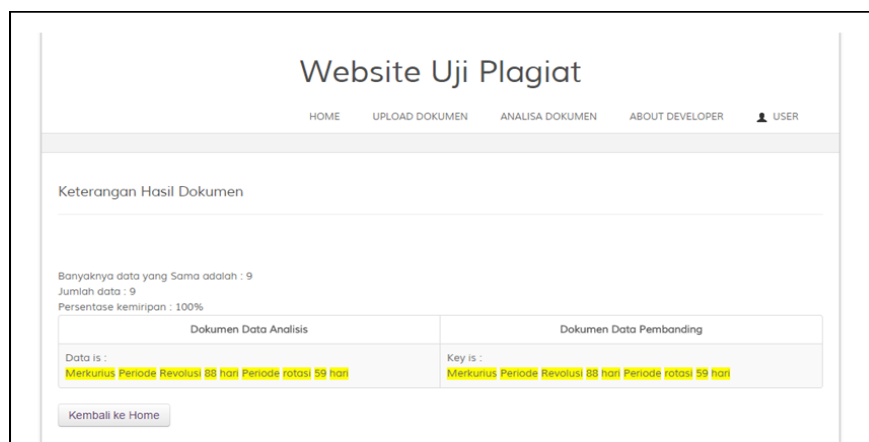 Website Uji Plagiat
HOME UPLOAD DOKUMEN ANALISA DOKUMEN ABOUT DEVELOPER USER
Keterangan Hasil Dokumen
Banyaknya data yang Sama adalah : 9
Jumlah data : 9
Persentase kemiripan : 100%
Dokumen Data Analisis Dokumen Data Pembanding
Data is : Key is :
Merkurius Periode Revolusi 88 hari Periode rotasi 59 hari Merkurius Periode Revolusi 88 hari Periode rotasi 59 hari
Kembali ke Home